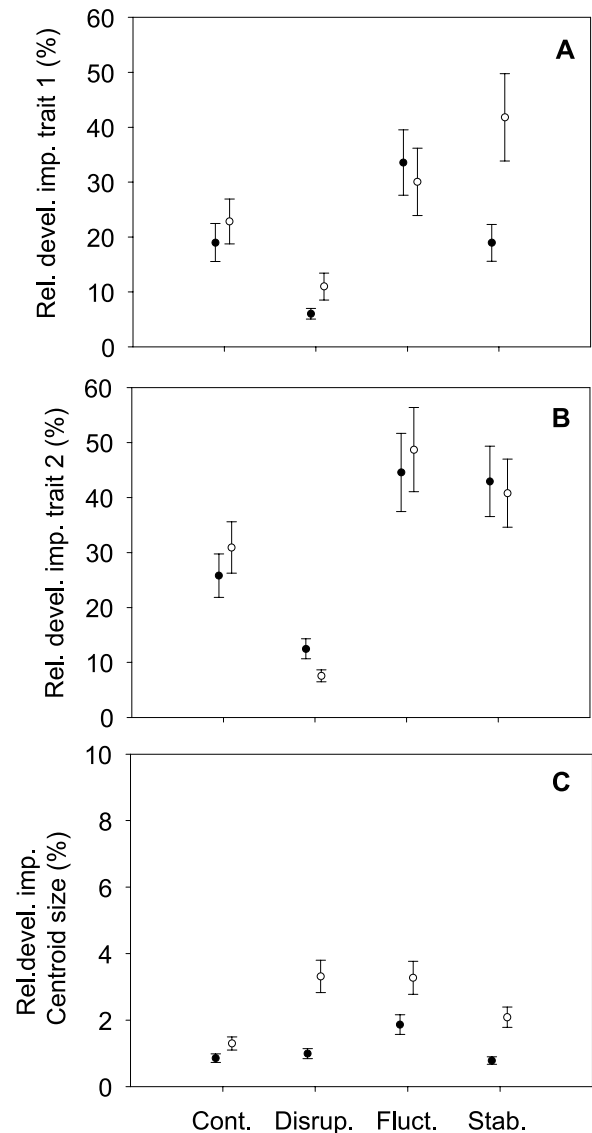 Rel. devel. imp. trait 1 (%)
60
50
40
30
20
10
0
A
Rel. devel. imp. trait 2 (%)
60
50
40
30
20
10
0
B
Rel.devel. imp.
Centroid size (%)
10
8
6
4
2
0
C
Cont. Disrup. Fluct. Stab.